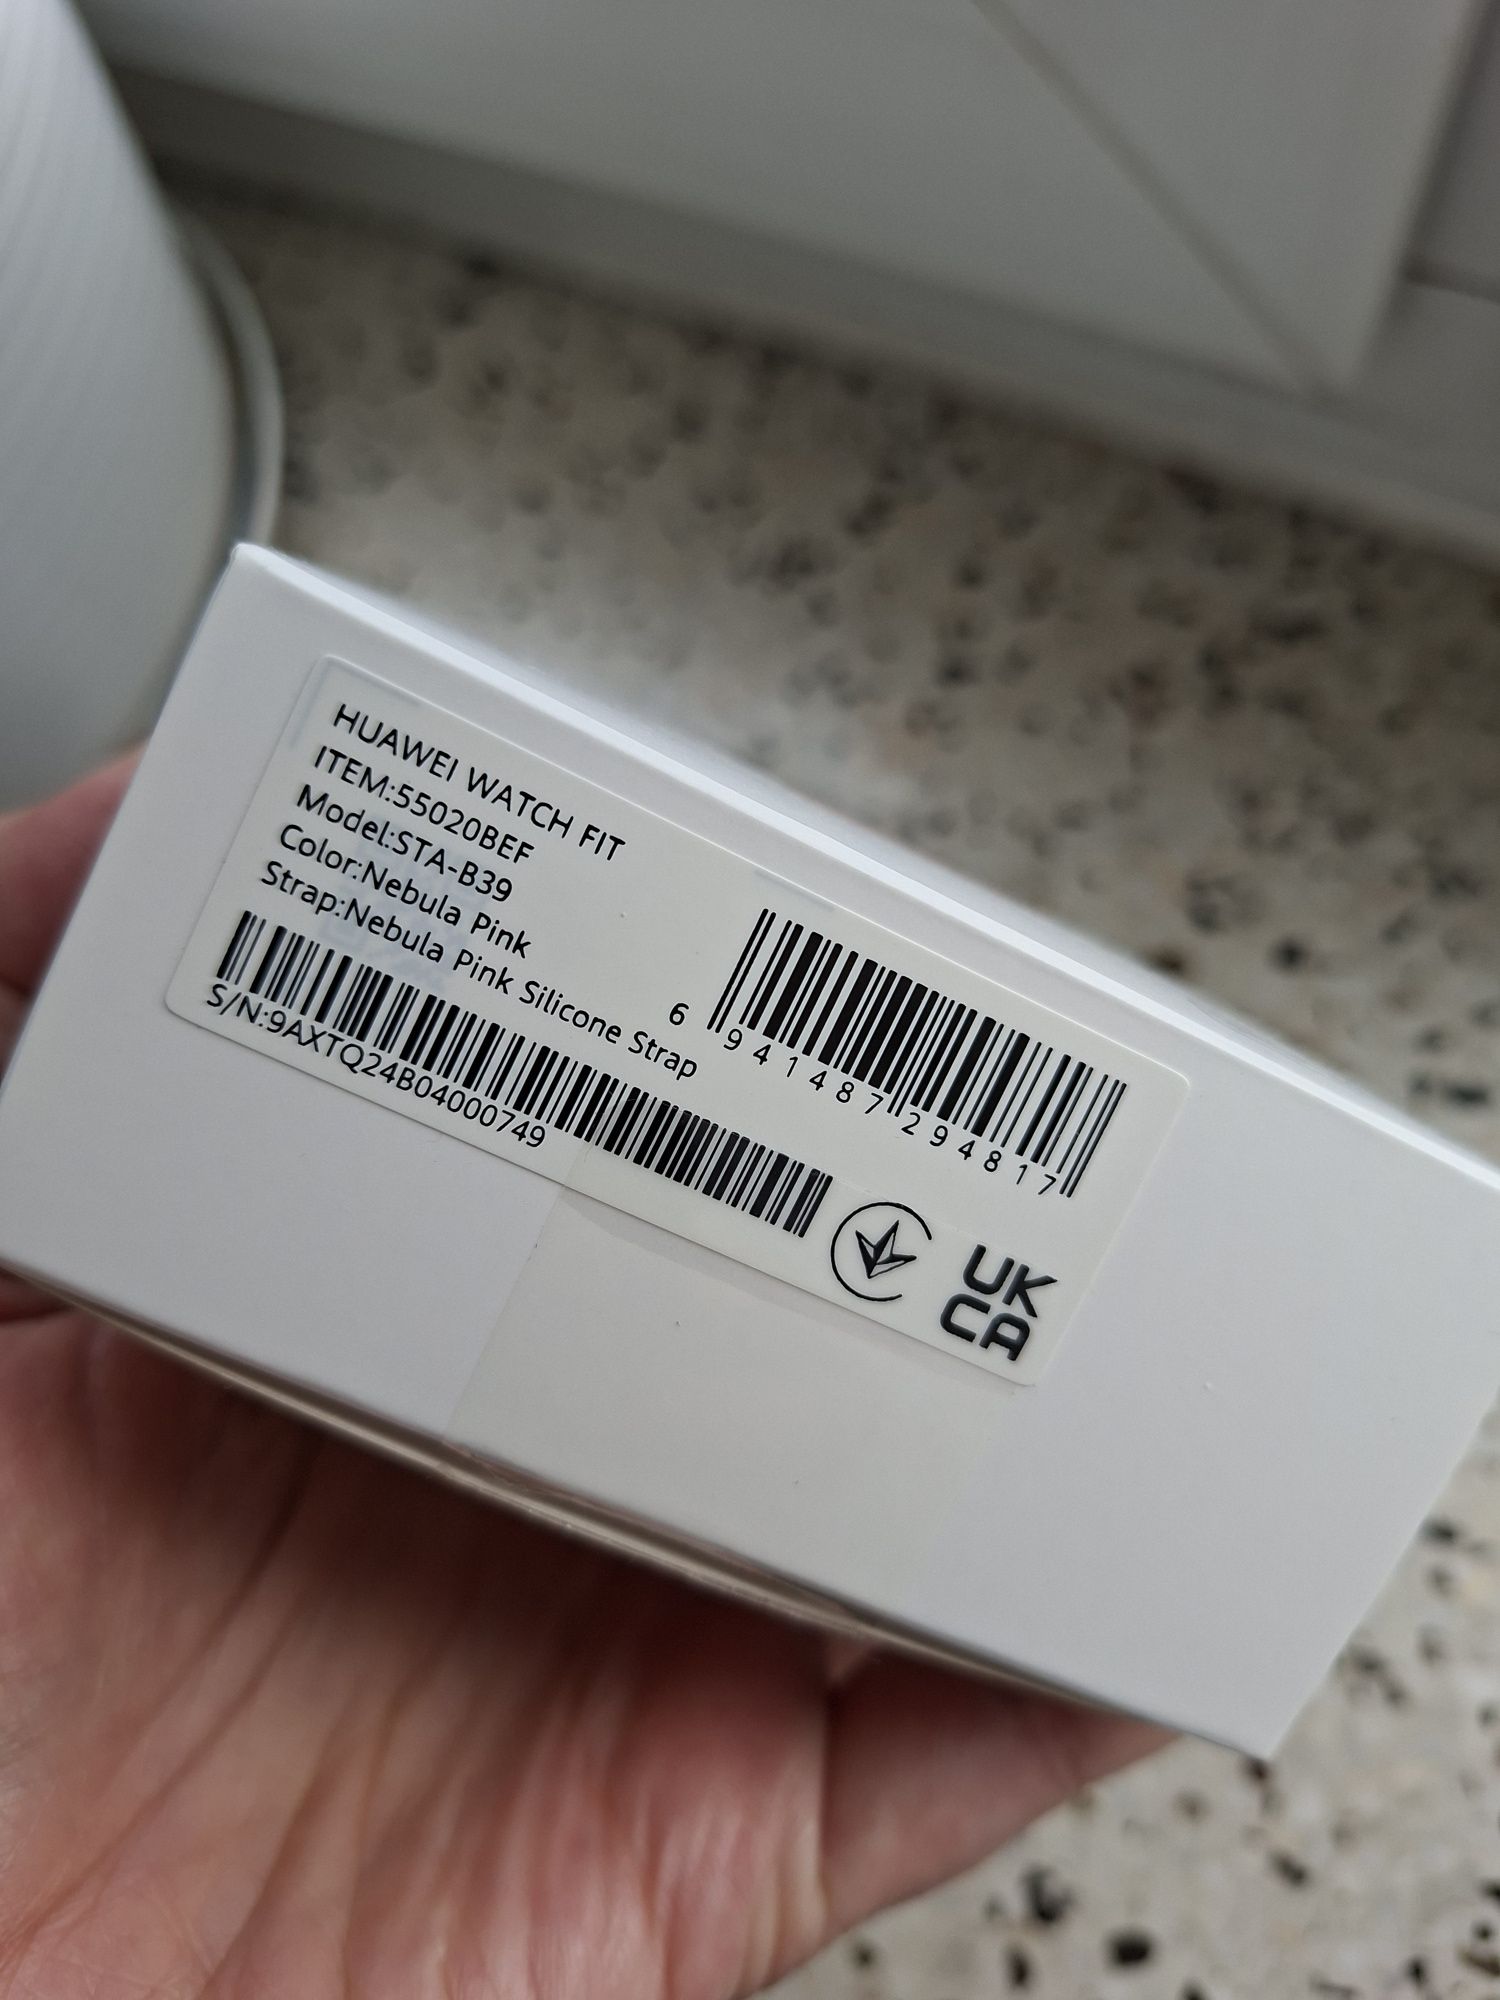 HUAWEI WATCH FIT
ITEM:55020BEF
Model:STA-B39
Color:Nebula Pink
Strap:Nebula Pink Silicone Strap
S/N:9AXTQ24B04000749
6 941487 294817
UK
CA